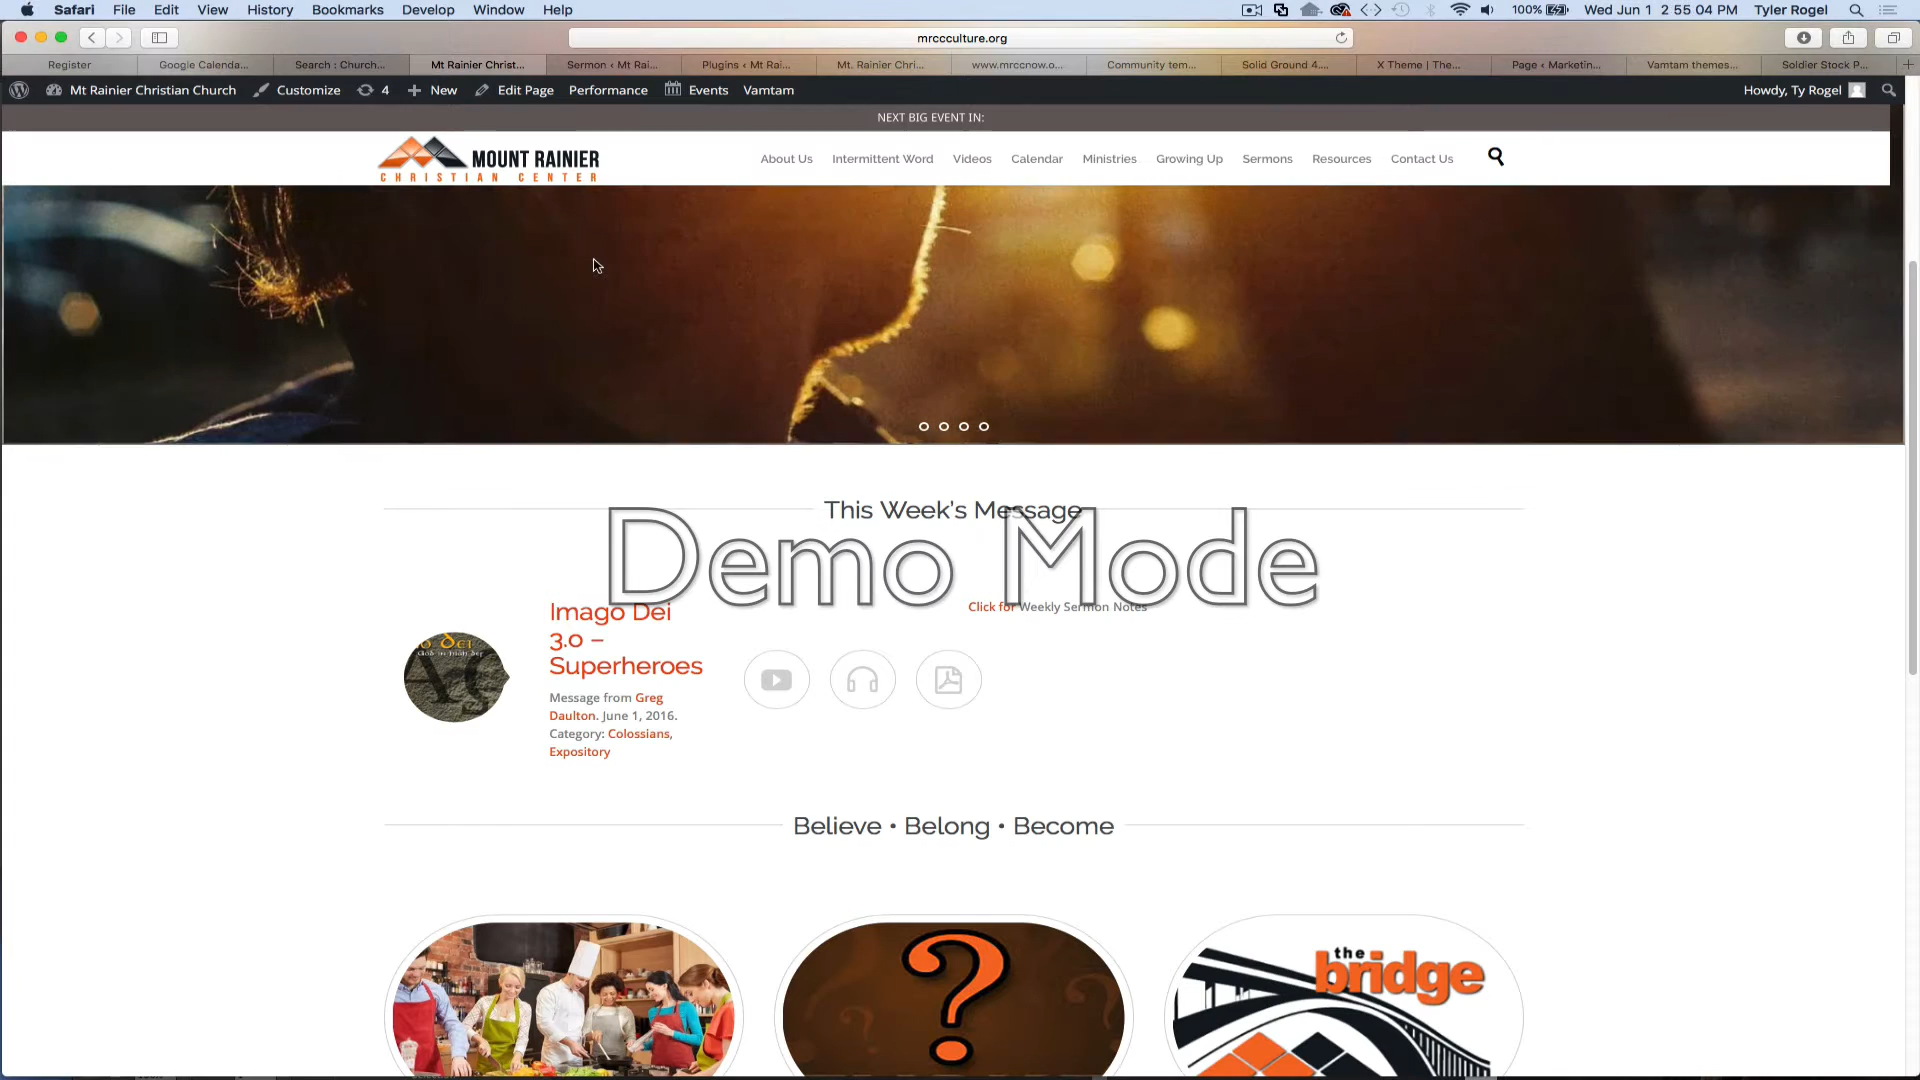 Safari File Edit View History Bookmarks Develop Window Help 100% Wed Jun 1 2 55 04 PM Tyler Rogel
mrccculture.org
Register Google Calenda... Search : Church... Mt Rainier Christ... Sermon ‹ Mt Rai... Plugins ‹ Mt Rai... Mt. Rainier Chri... www.mrccnow.o... Community tem... Solid Ground 4.... X Theme | The... Page ‹ Marketin... Vamtam themes... Soldier Stock P...
Mt Rainier Christian Church Customize 4 New Edit Page Performance Events Vamtam Howdy, Ty Rogel
NEXT BIG EVENT IN:
MOUNT RAINIER
CHRISTIAN CENTER
About Us Intermittent Word Videos Calendar Ministries Growing Up Sermons Resources Contact Us
This Week's Message
Demo Mode
Imago Dei
3.0 –
Superheroes
Click for Weekly Sermon Notes
Message from Greg
Daulton. June 1, 2016.
Category: Colossians,
Expository
Believe • Belong • Become
?
the
bridge